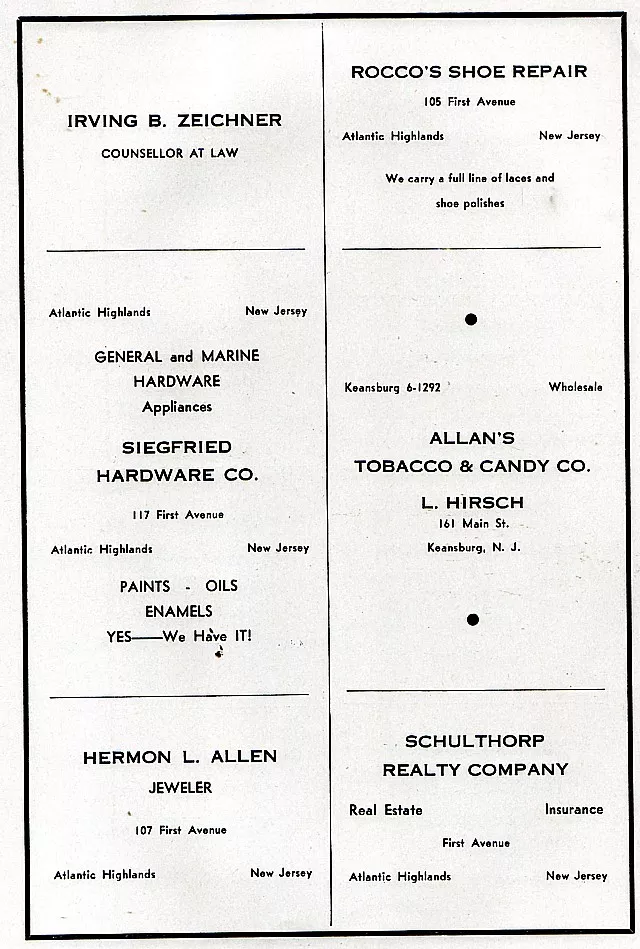 IRVING B. ZEICHNER
COUNSELLOR AT LAW
Atlantic Highlands New Jersey
GENERAL and MARINE
HARDWARE
Appliances
SIEGFRIED
HARDWARE CO.
117 First Avenue
Atlantic Highlands New Jersey
PAINTS - OILS
ENAMELS
YES——We Have IT!
HERMON L. ALLEN
JEWELER
107 First Avenue
Atlantic Highlands New Jersey
ROCCO'S SHOE REPAIR
105 First Avenue
Atlantic Highlands New Jersey
We carry a full line of laces and
shoe polishes
Keansburg 6-1292 Wholesale
ALLAN'S
TOBACCO & CANDY CO.
L. HIRSCH
161 Main St.
Keansburg, N. J.
SCHULTHORP
REALTY COMPANY
Real Estate Insurance
First Avenue
Atlantic Highlands New Jersey